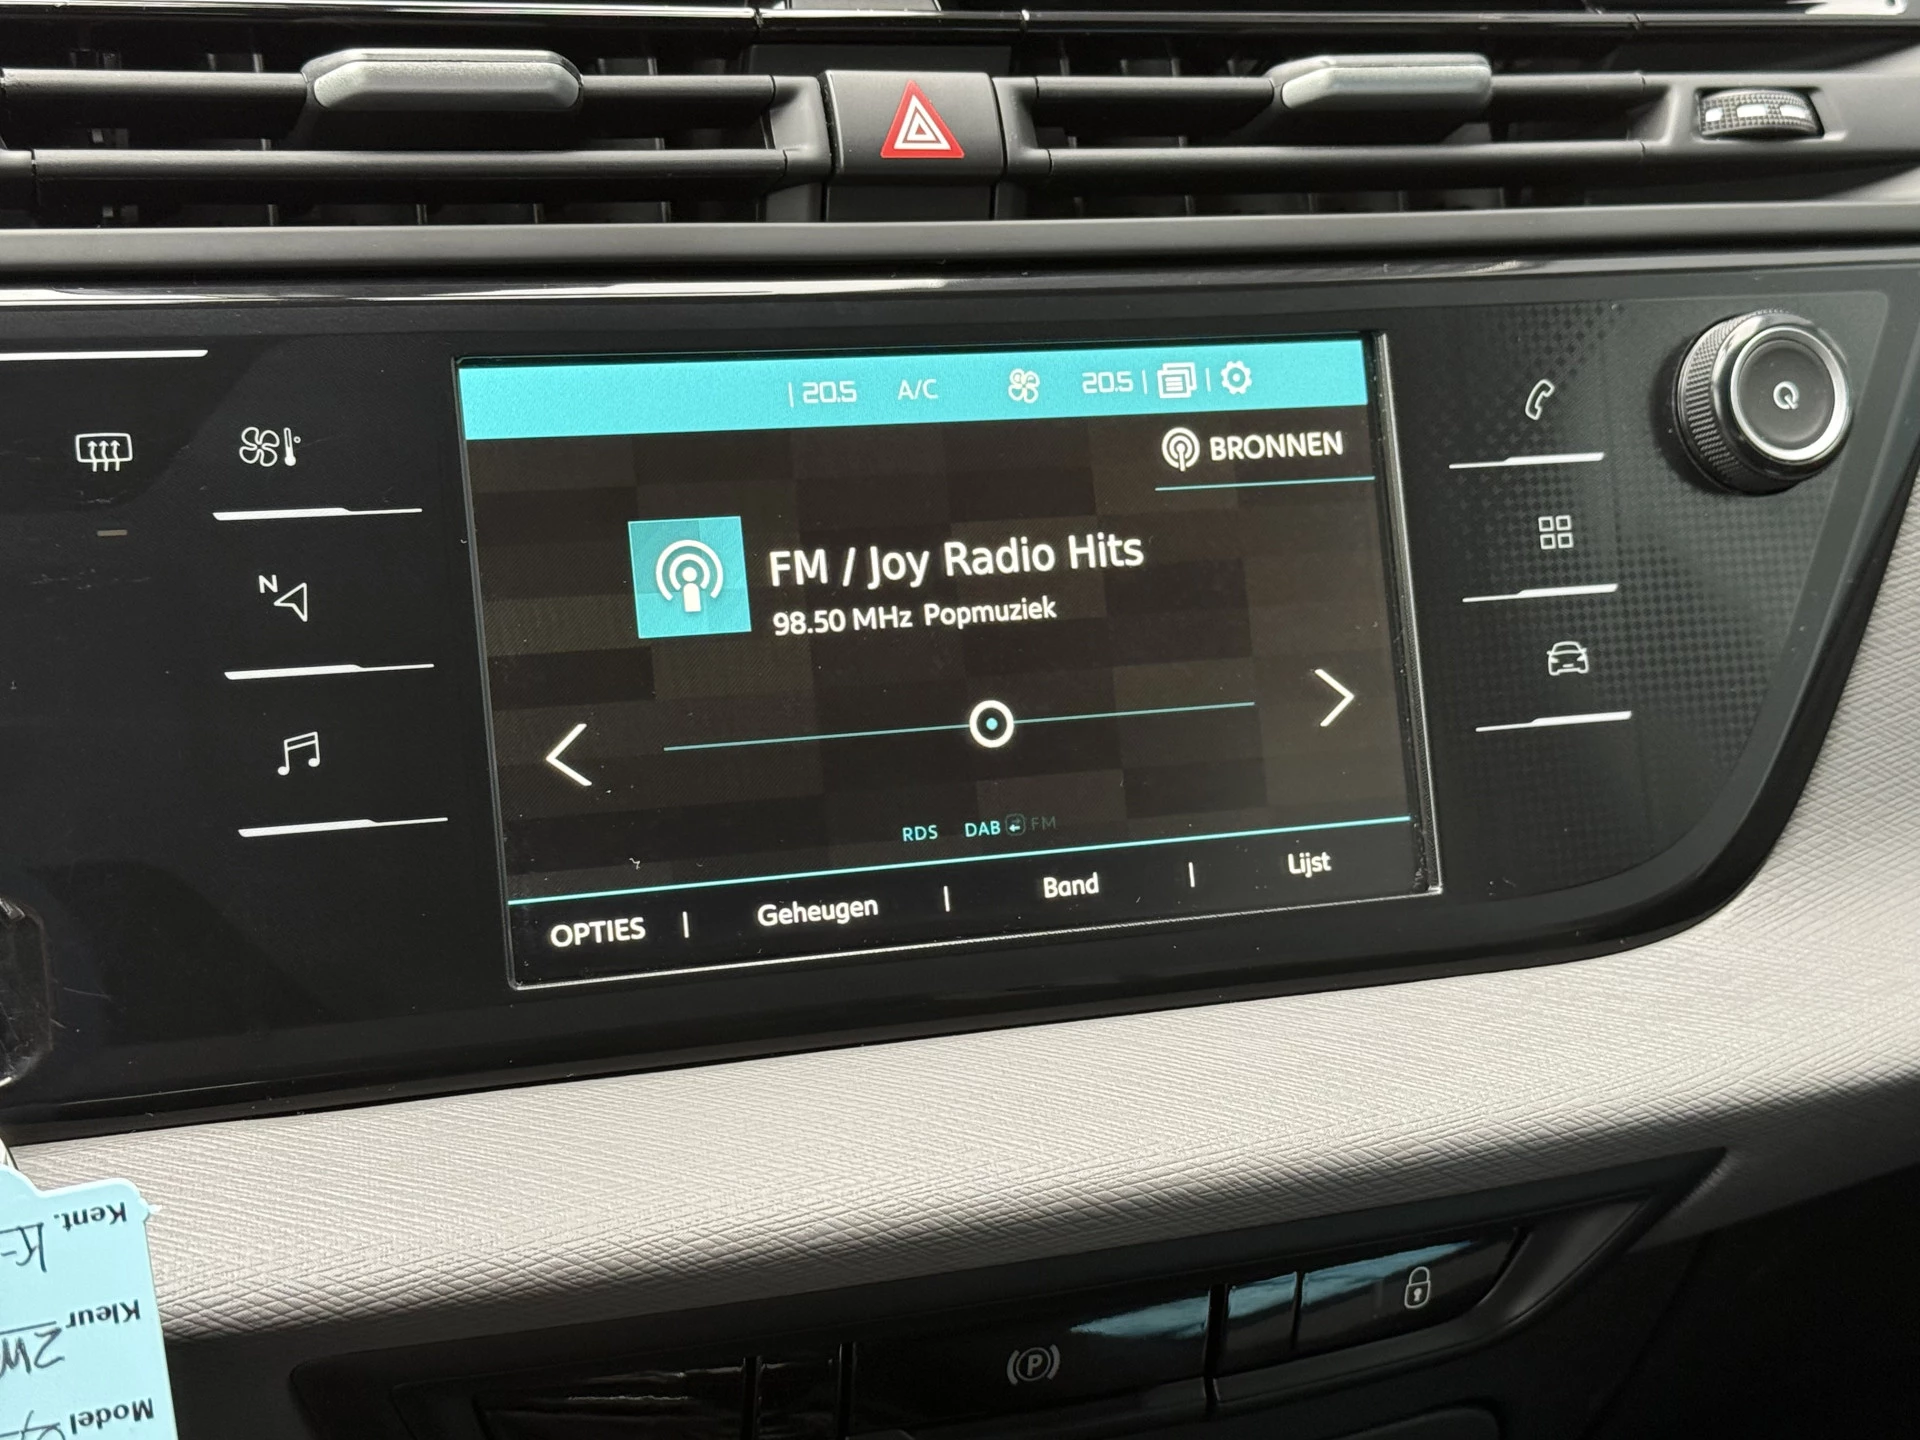 20.5 A/C 20.5
BRONNEN
FM / Joy Radio Hits
98.50 MHz Popmuziek
RDS DAB FM
OPTIES | Geheugen | Band | Lijst
N
P
Kent.
Kleur
Model